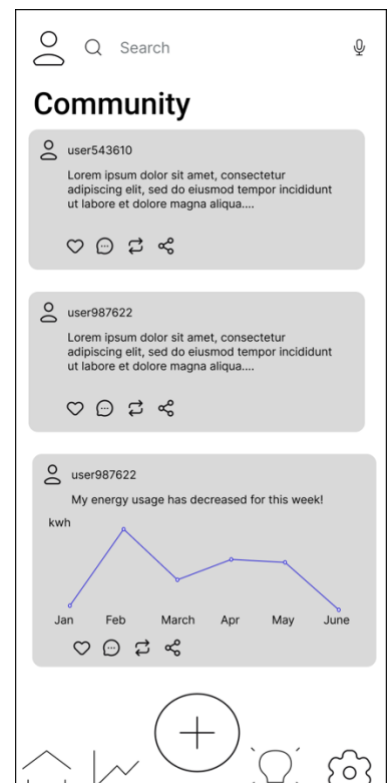 Search
Community
user543610
Lorem ipsum dolor sit amet, consectetur
adipiscing elit, sed do eiusmod tempor incididunt
ut labore et dolore magna aliqua....
user987622
Lorem ipsum dolor sit amet, consectetur
adipiscing elit, sed do eiusmod tempor incididunt
ut labore et dolore magna aliqua....
user987622
My energy usage has decreased for this week!
kwh
Jan Feb March Apr May June